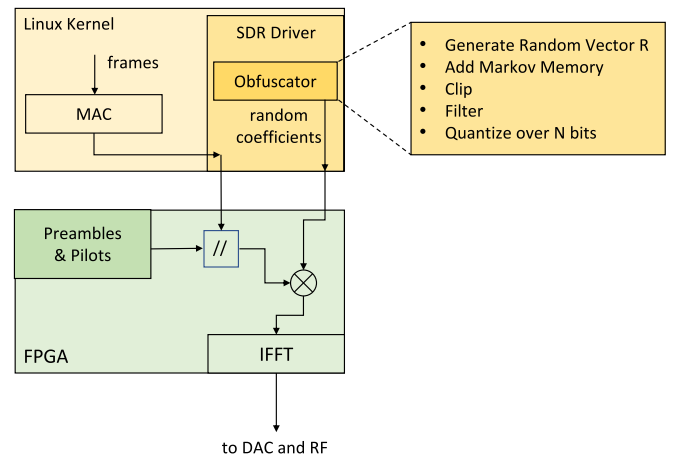 Linux Kernel
frames
MAC
SDR Driver
Obfuscator
random
coefficients
• Generate Random Vector R
• Add Markov Memory
• Clip
• Filter
• Quantize over N bits
Preambles
& Pilots
//
FPGA
IFFT
to DAC and RF